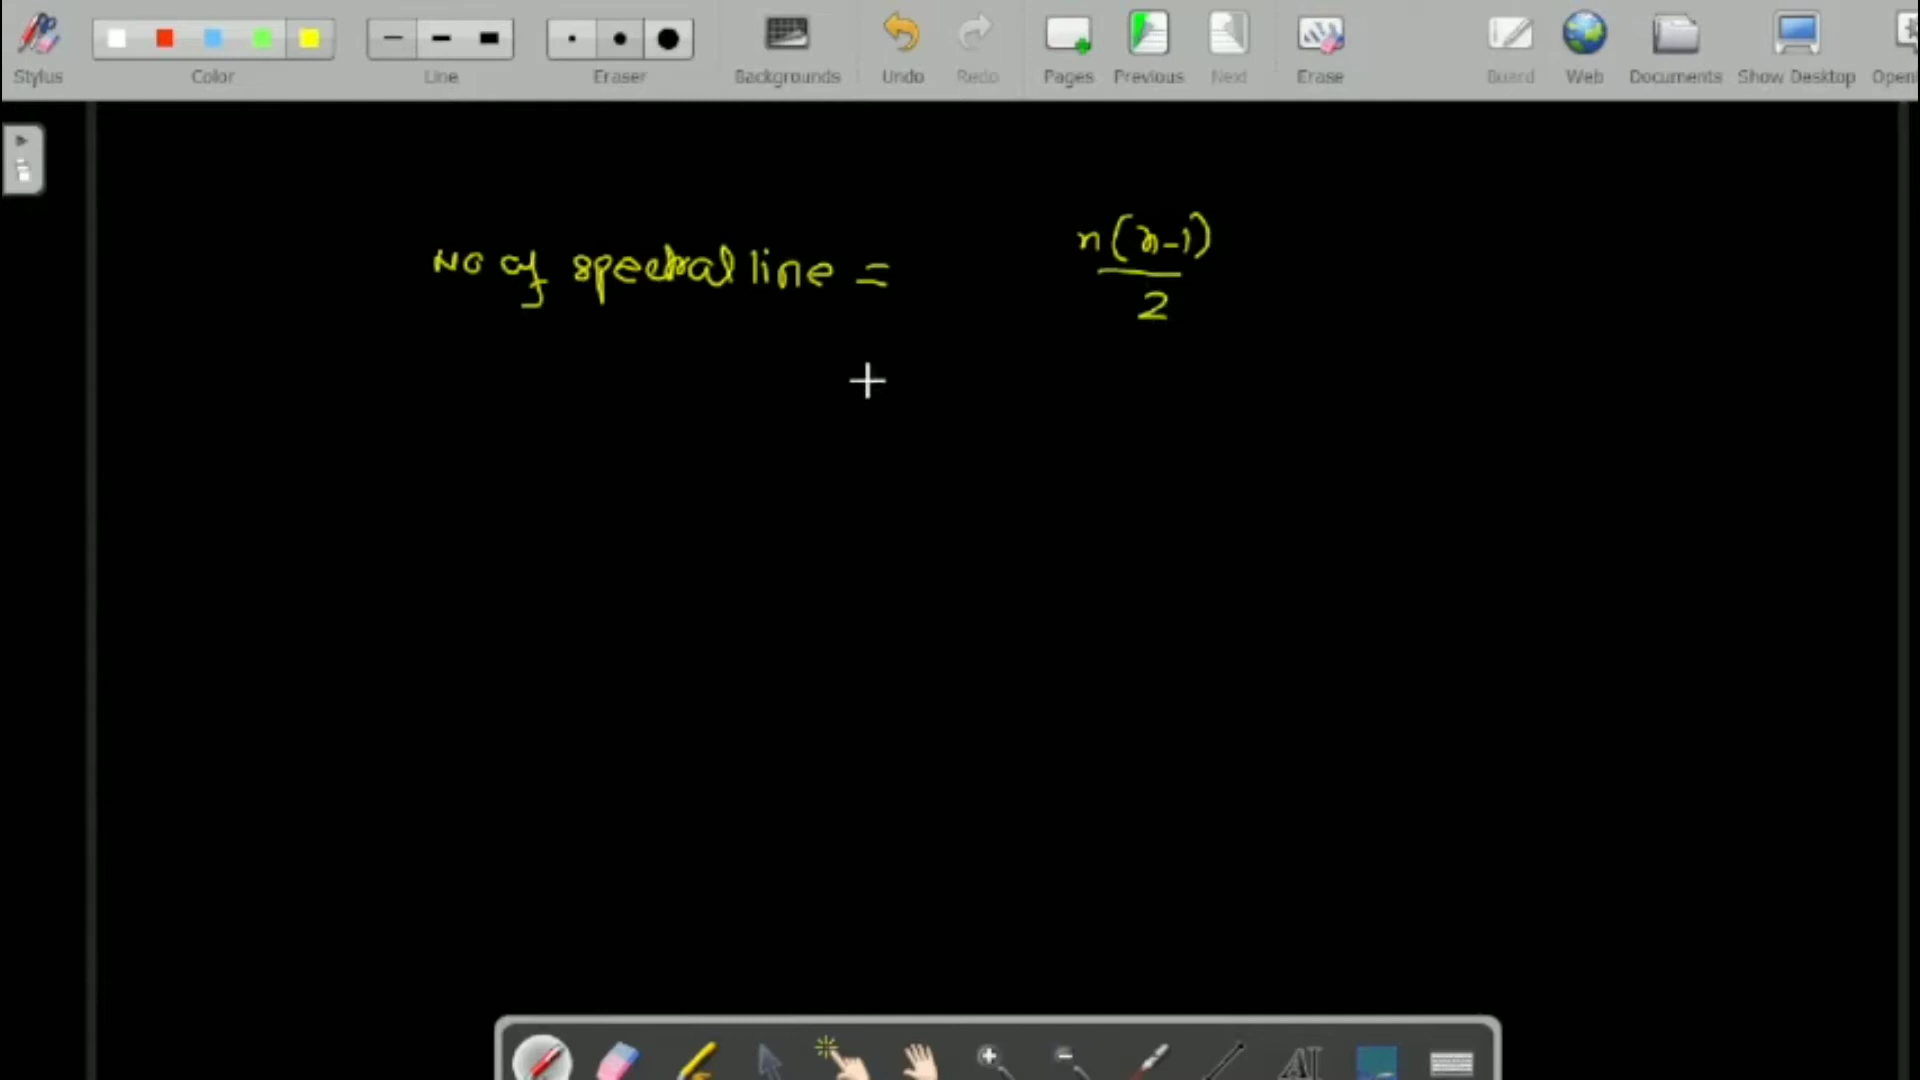 Stylus Color Line Eraser Backgrounds Undo Redo Pages Previous Next Erase Board Web Documents Show Desktop Open
No of spectral line = n(n-1)
2